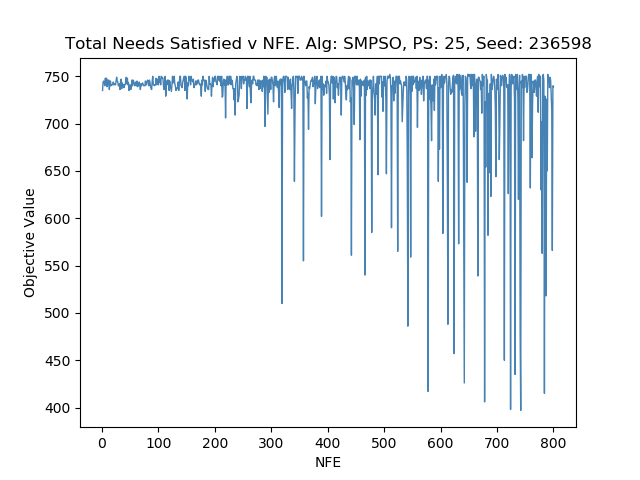 Total Needs Satisfied v NFE. Alg: SMPSO, PS: 25, Seed: 236598
Objective Value
750
700
650
600
550
500
450
400
0 100 200 300 400 500 600 700 800
NFE